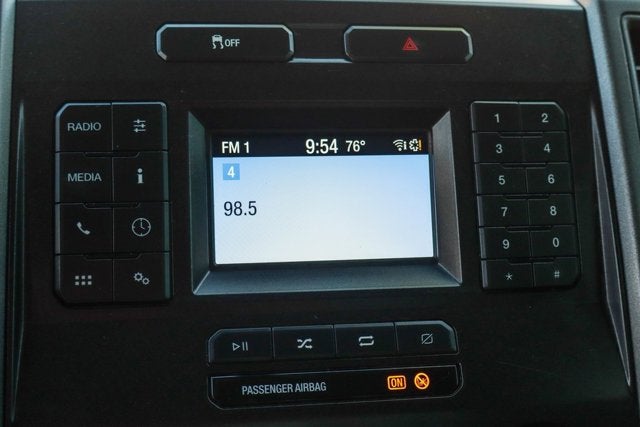 OFF
RADIO
MEDIA
i
FM 1 9:54 76°
4
98.5
1 2
3 4
5 6
7 8
9 0
* #
PASSENGER AIRBAG ON